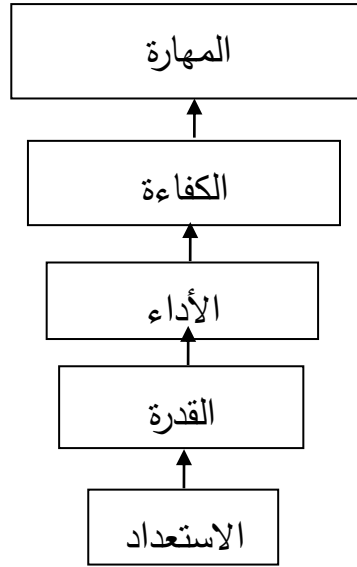 المهارة
الكفاءة
الأداء
القدرة
الاستعداد